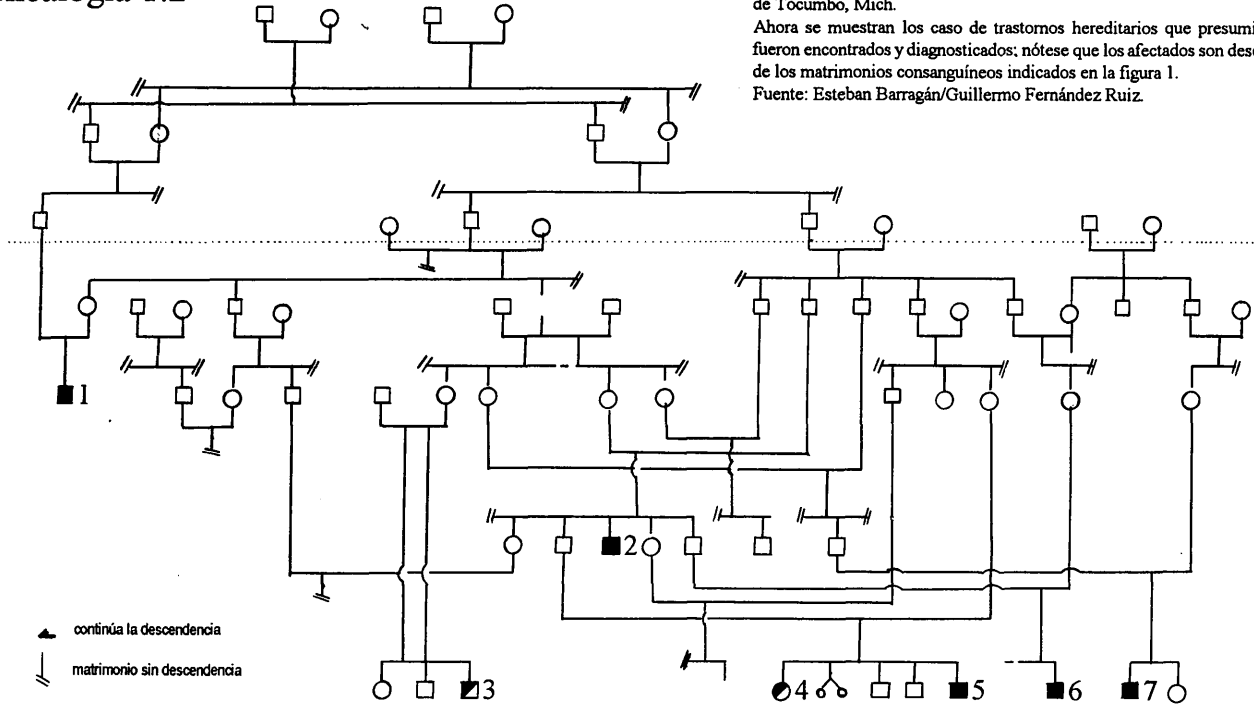 de Tocumbo, Mich.
Ahora se muestran los caso de trastornos hereditarios que
fueron encontrados y diagnosticados; nótese que los afectados son
de los matrimonios consanguíneos indicados en la figura 1.
Fuente: Esteban Barragán/Guillermo Fernández Ruiz.
1
2
continúa la descendencia
matrimonio sin descendencia
3
4
5
6
7